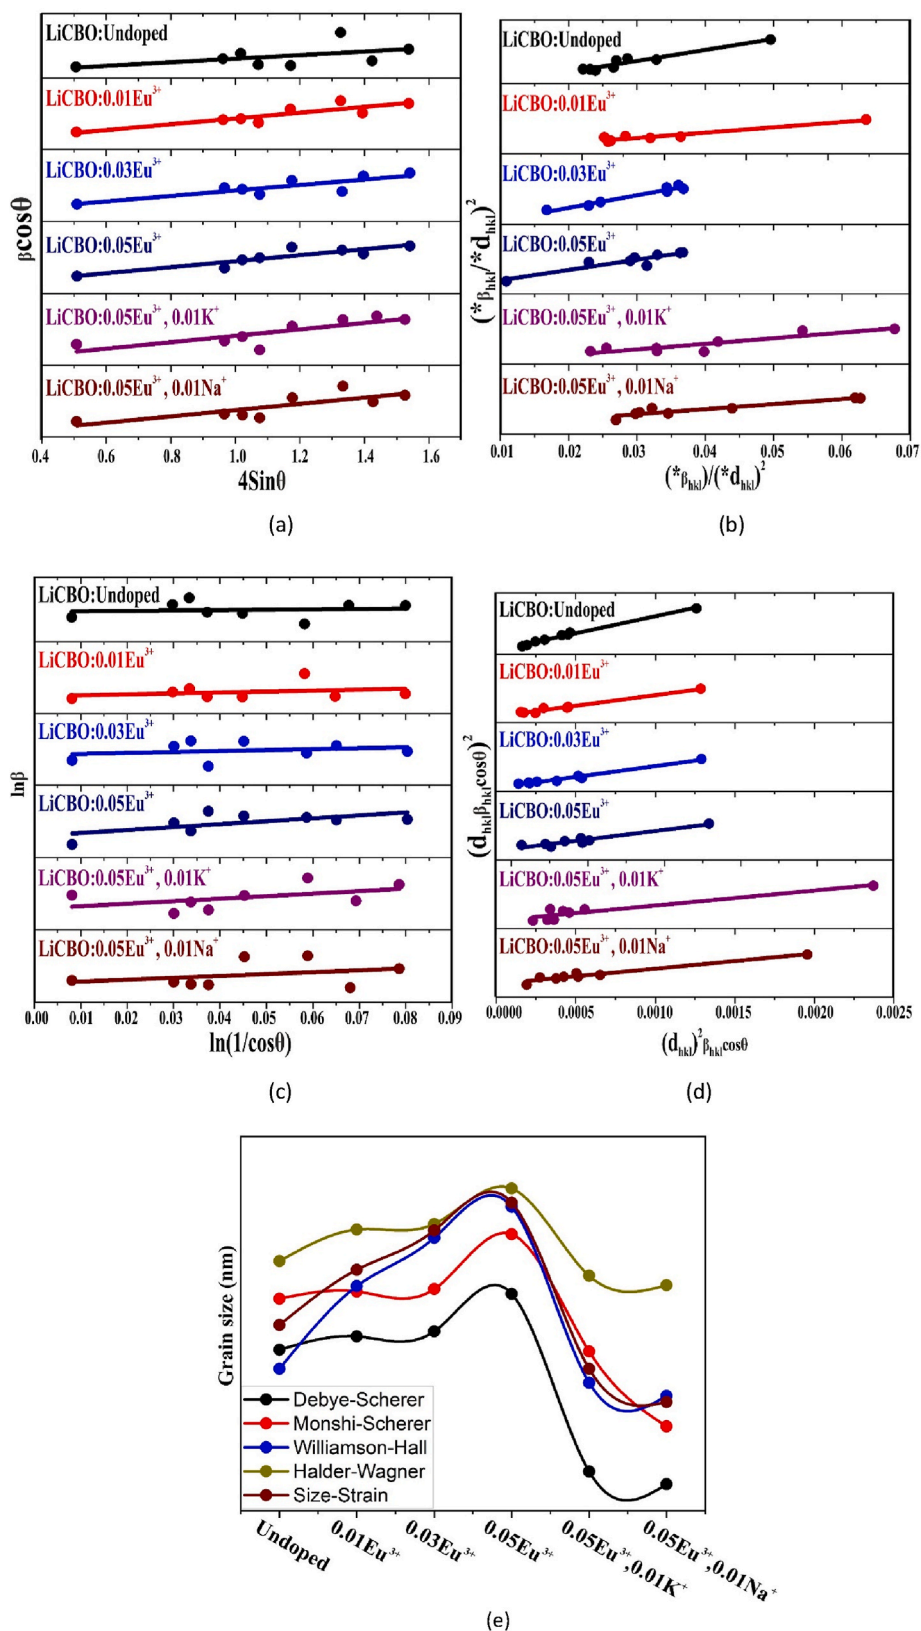 LiCBO:Undoped
LiCBO:0.01Eu³⁺
LiCBO:0.03Eu³⁺
LiCBO:0.05Eu³⁺
LiCBO:0.05Eu³⁺, 0.01K⁺
LiCBO:0.05Eu³⁺, 0.01Na⁺
βcosθ
0.4 0.6 0.8 1.0 1.2 1.4 1.6
4Sinθ
(a)
LiCBO:Undoped
LiCBO:0.01Eu³⁺
LiCBO:0.03Eu³⁺
LiCBO:0.05Eu³⁺
LiCBO:0.05Eu³⁺, 0.01K⁺
LiCBO:0.05Eu³⁺, 0.01Na⁺
(*βhkl/*dhkl)²
0.01 0.02 0.03 0.04 0.05 0.06 0.07
(*βhkl)/(*dhkl)²
(b)
LiCBO:Undoped
LiCBO:0.01Eu³⁺
LiCBO:0.03Eu³⁺
LiCBO:0.05Eu³⁺
LiCBO:0.05Eu³⁺, 0.01K⁺
LiCBO:0.05Eu³⁺, 0.01Na⁺
lnβ
0.00 0.01 0.02 0.03 0.04 0.05 0.06 0.07 0.08 0.09
ln(1/cosθ)
(c)
LiCBO:Undoped
LiCBO:0.01Eu³⁺
LiCBO:0.03Eu³⁺
LiCBO:0.05Eu³⁺
LiCBO:0.05Eu³⁺, 0.01K⁺
LiCBO:0.05Eu³⁺, 0.01Na⁺
(dhklβhklcosθ)²
0.0000 0.0005 0.0010 0.0015 0.0020 0.0025
(dhkl)²βhklcosθ
(d)
Grain size (nm)
Debye-Scherer
Monshi-Scherer
Williamson-Hall
Halder-Wagner
Size-Strain
Undoped
0.01Eu³⁺
0.03Eu³⁺
0.05Eu³⁺
0.05Eu³⁺,0.01K⁺
0.05Eu³⁺,0.01Na⁺
(e)